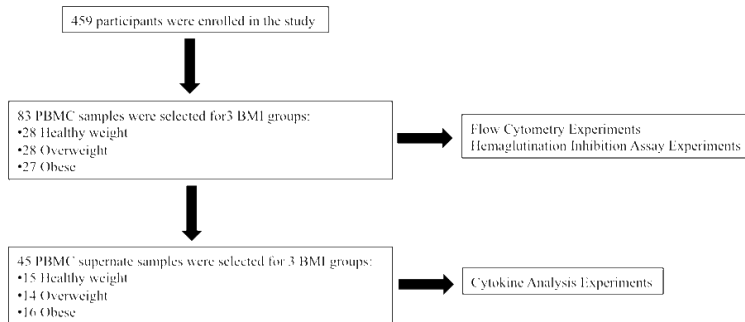 459 participants were enrolled in the study
83 PBMC samples were selected for3 BMI groups:
•28 Healthy weight
•28 Overweight
•27 Obese
Flow Cytometry Experiments
Hemaglutination Inhibition Assay Experiments
45 PBMC supernate samples were selected for 3 BMI groups:
•15 Healthy weight
•14 Overweight
•16 Obese
Cytokine Analysis Experiments